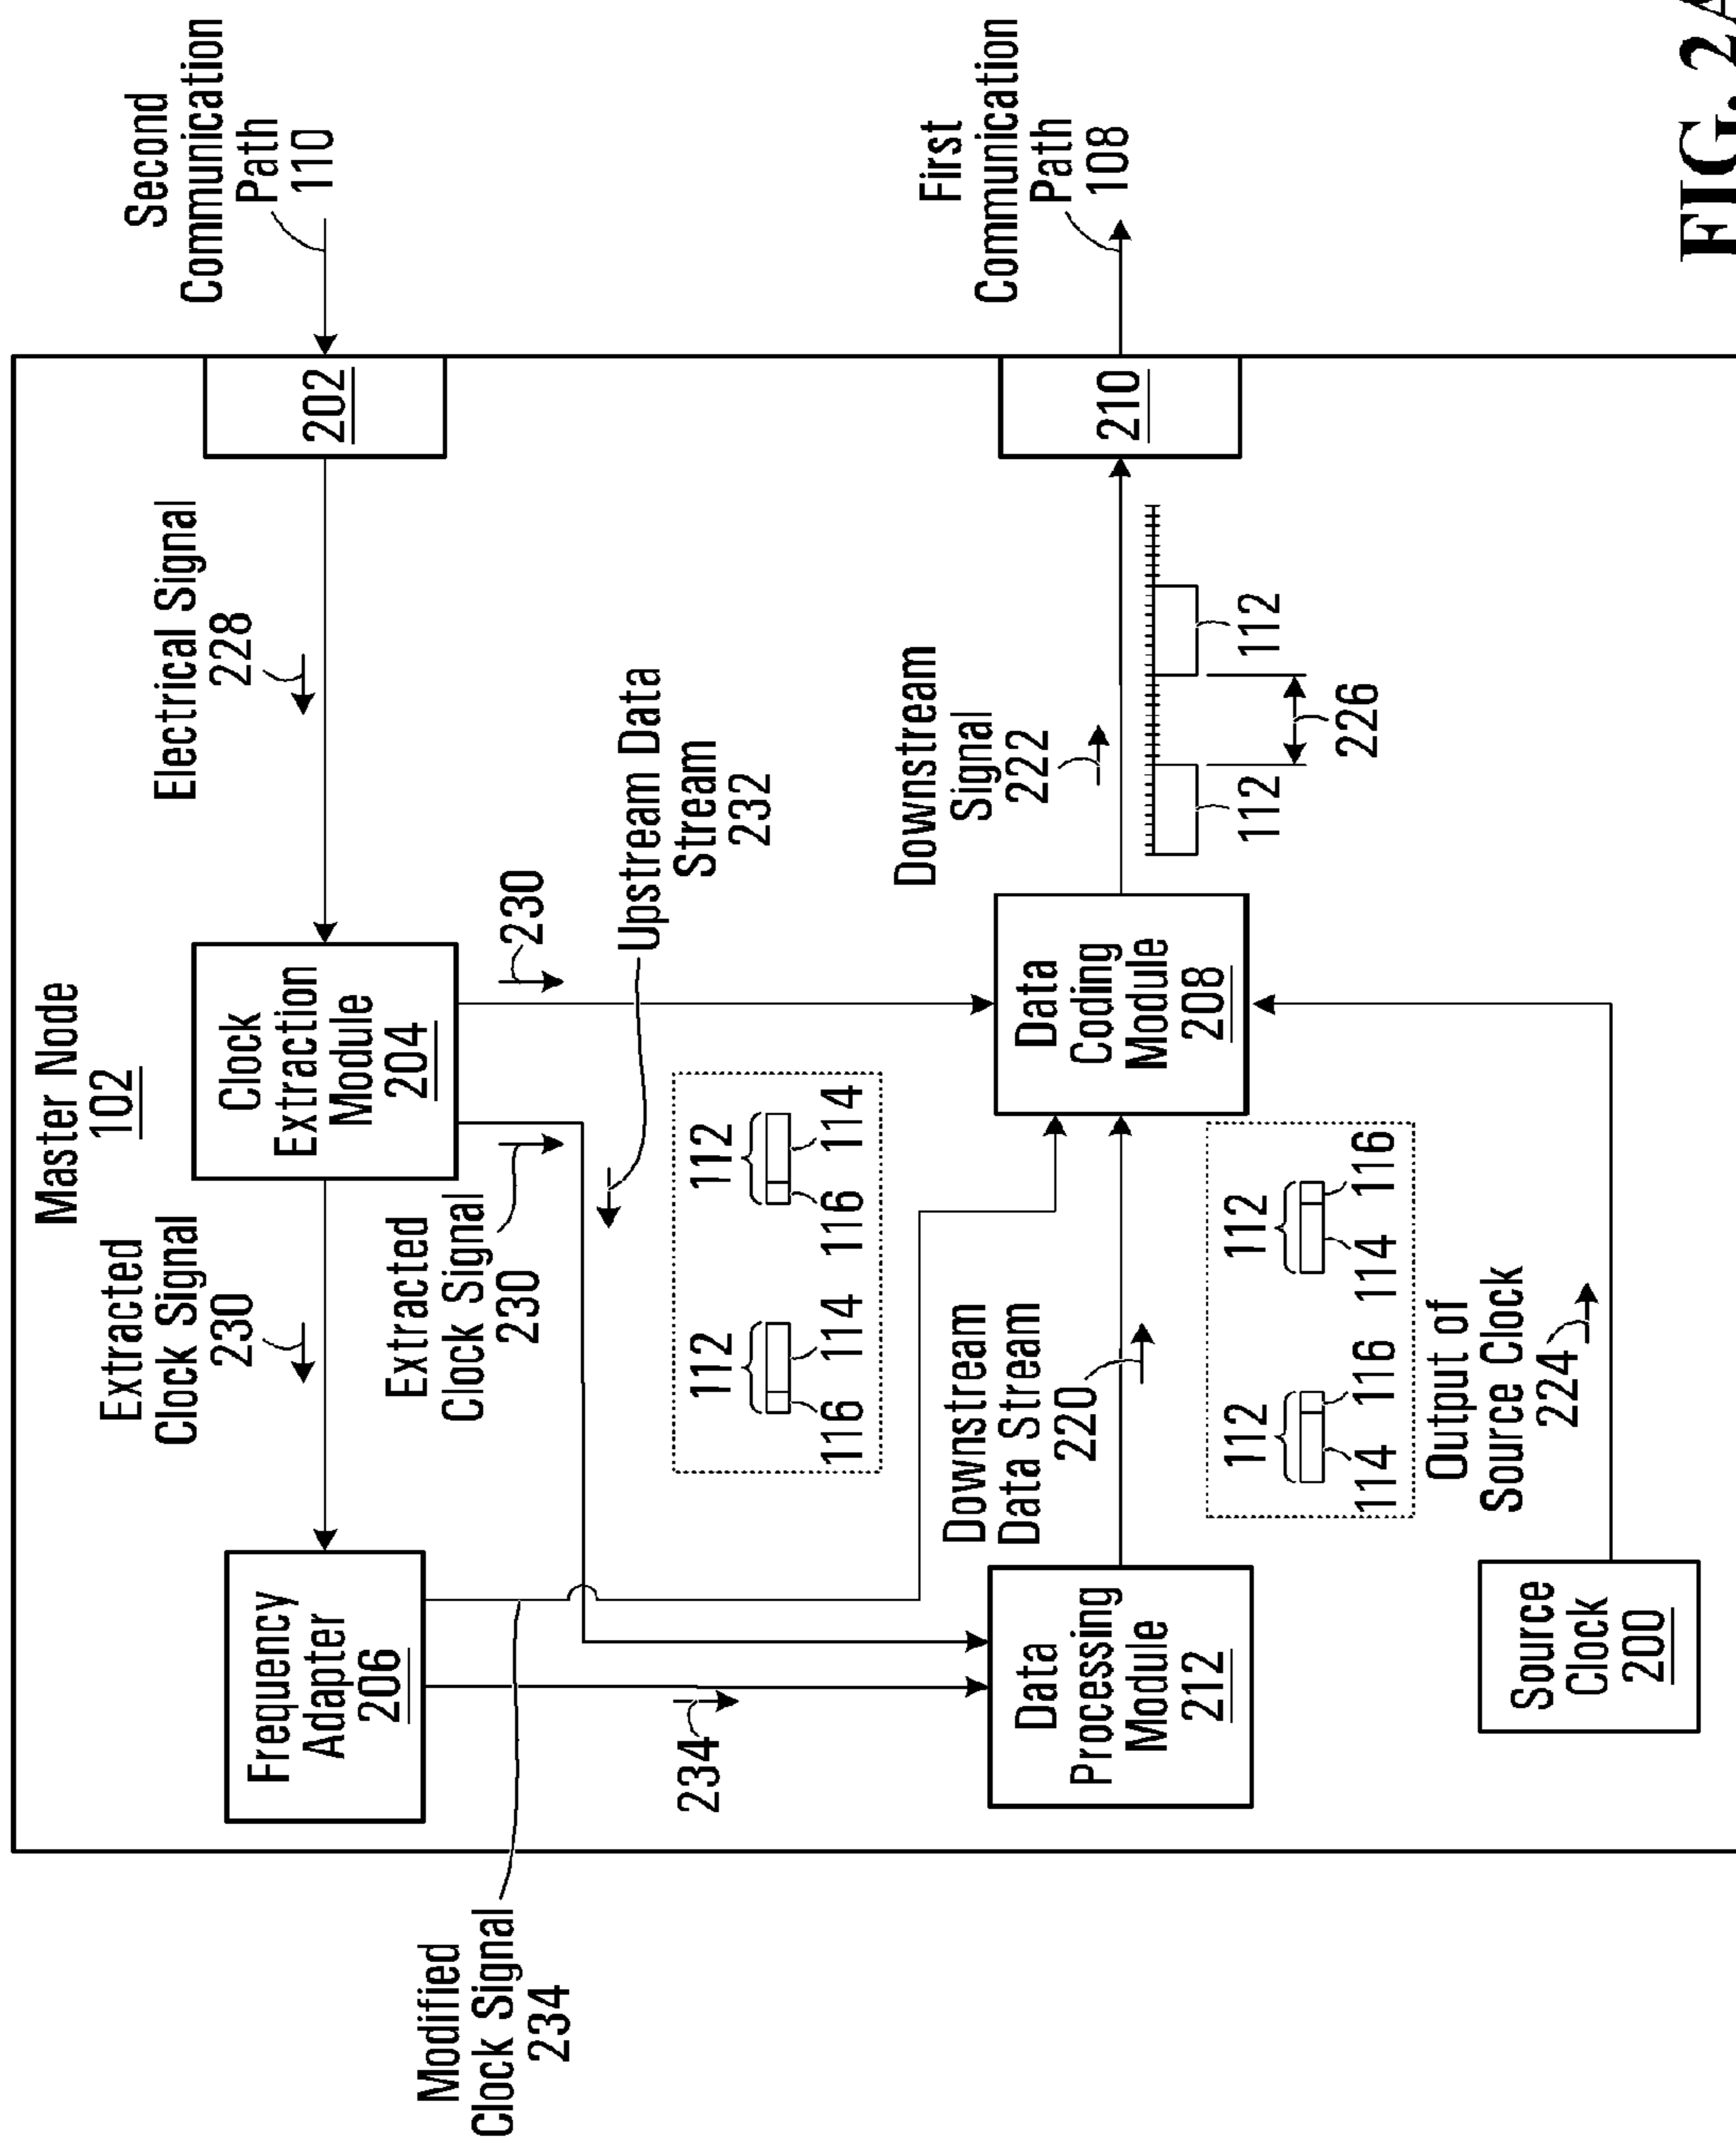 Master Node
102
Second
Communication
Path
110
Extracted
Clock Signal
230
Electrical Signal
228
Frequency
Adapter
206
Clock
Extraction
Module
204
202
Extracted
Clock Signal
230
230
Modified
Clock Signal
234
Upstream Data
Stream
232
234
112
112
116
114
116
114
Downstream
Data Stream
220
Downstream
Signal
222
First
Communication
Path
108
Data
Processing
Module
212
Data
Coding
Module
208
210
112
112
114
116
114
116
112
112
226
Output of
Source Clock
224
Source
Clock
200
FIG. 2A